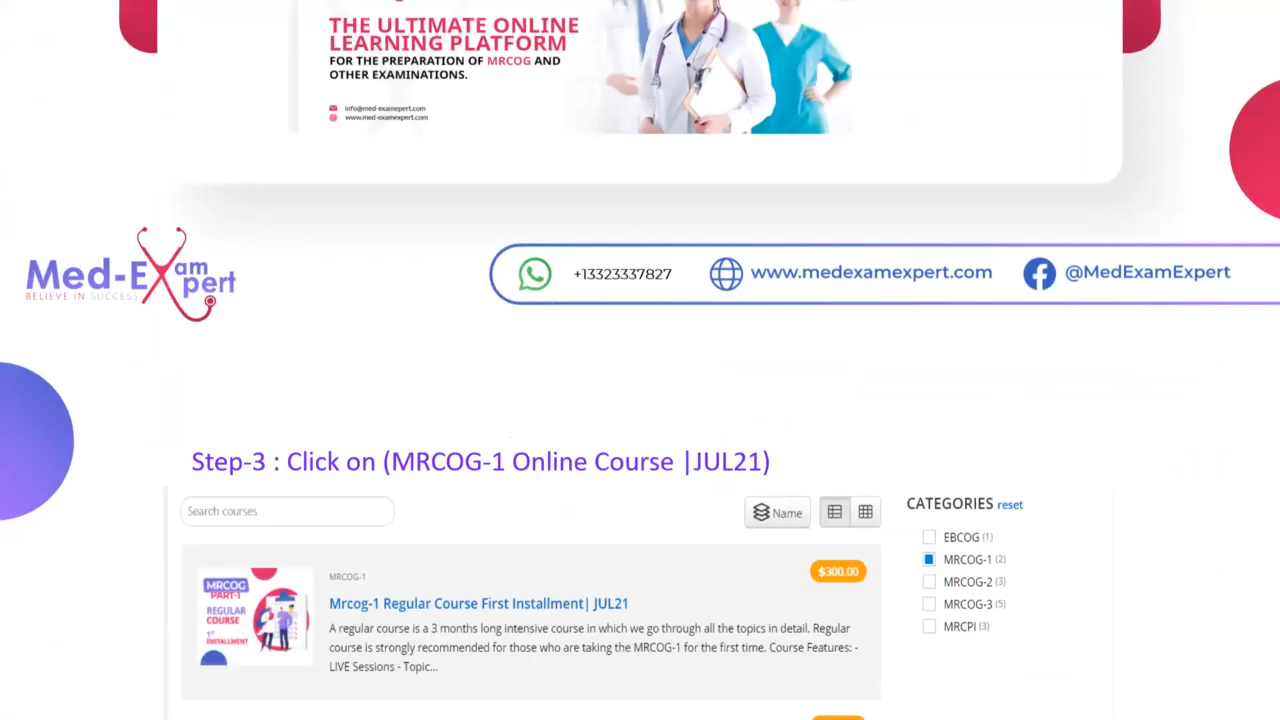 THE ULTIMATE ONLINE
LEARNING PLATFORM
FOR THE PREPARATION OF MRCOG AND
OTHER EXAMINATIONS.
info@med-examepert.com
www.med-examexpert.com
Med-Exam
Xpert
BELIEVE IN SUCCESS
+13323337827
www.medexamexpert.com
@MedExamExpert
Step-3 : Click on (MRCOG-1 Online Course |JUL21)
Search courses
Name
CATEGORIES reset
EBCOG (1)
MRCOG-1 (2)
MRCOG-2 (3)
MRCOG-3 (5)
MRCPI (3)
MRCOG
PART-1
REGULAR
COURSE
1ST
INSTALLMENT
MRCOG-1
$300.00
Mrcog-1 Regular Course First Installment| JUL21
A regular course is a 3 months long intensive course in which we go through all the topics in detail. Regular
course is strongly recommended for those who are taking the MRCOG-1 for the first time. Course Features: -
LIVE Sessions - Topic...